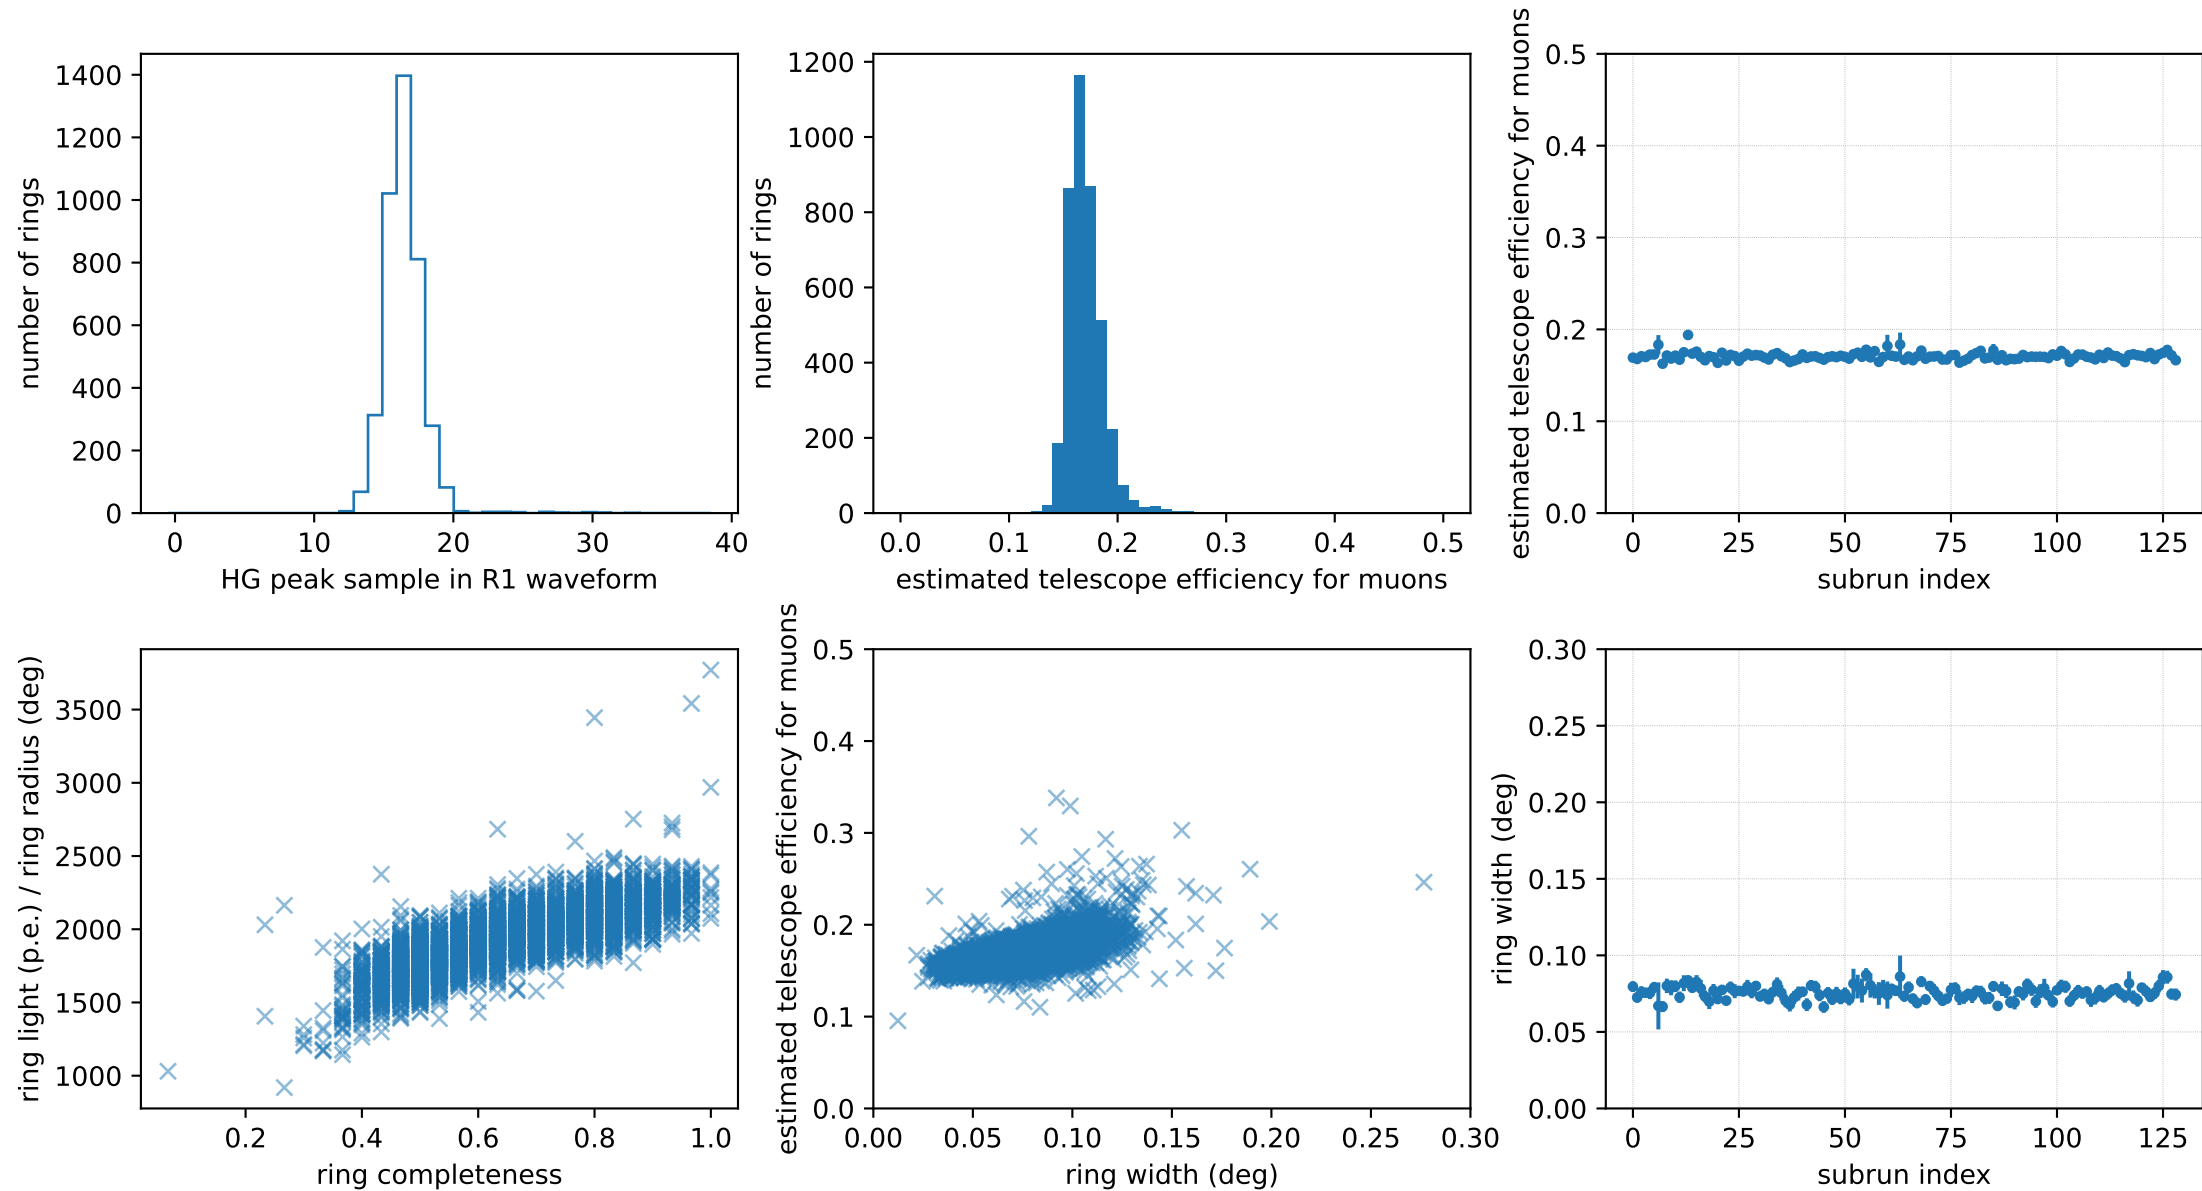 number of rings
1400
1200
1000
800
600
400
200
0
0 10 20 30 40
HG peak sample in R1 waveform
number of rings
1200
1000
800
600
400
200
0
0.0 0.1 0.2 0.3 0.4 0.5
estimated telescope efficiency for muons
estimated telescope efficiency for muons
0.5
0.4
0.3
0.2
0.1
0.0
0 25 50 75 100 125
subrun index
ring light (p.e.) / ring radius (deg)
3500
3000
2500
2000
1500
1000
0.2 0.4 0.6 0.8 1.0
ring completeness
estimated telescope efficiency for muons
0.5
0.4
0.3
0.2
0.1
0.0
0.00 0.05 0.10 0.15 0.20 0.25 0.30
ring width (deg)
ring width (deg)
0.30
0.25
0.20
0.15
0.10
0.05
0.00
0 25 50 75 100 125
subrun index